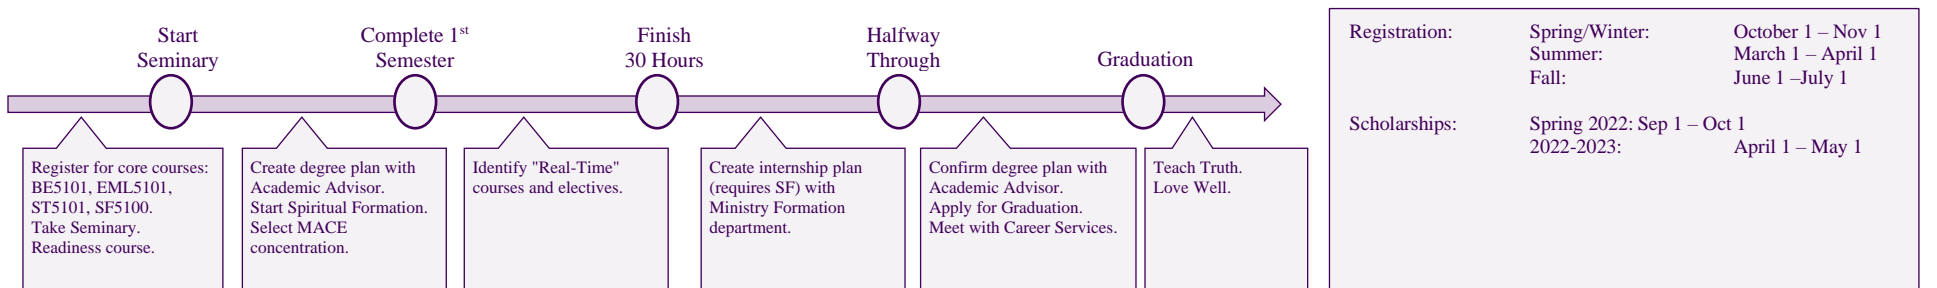 Start
Seminary
Complete 1st
Semester
Finish
30 Hours
Halfway
Through
Graduation
Register for core courses:
BE5101, EML5101,
ST5101, SF5100.
Take Seminary.
Readiness course.
Create degree plan with
Academic Advisor.
Start Spiritual Formation.
Select MACE
concentration.
Identify "Real-Time"
courses and electives.
Create internship plan
(requires SF) with
Ministry Formation
department.
Confirm degree plan with
Academic Advisor.
Apply for Graduation.
Meet with Career Services.
Teach Truth.
Love Well.
Registration: Spring/Winter: October 1 – Nov 1
Summer: March 1 – April 1
Fall: June 1 –July 1
Scholarships: Spring 2022: Sep 1 – Oct 1
2022-2023: April 1 – May 1